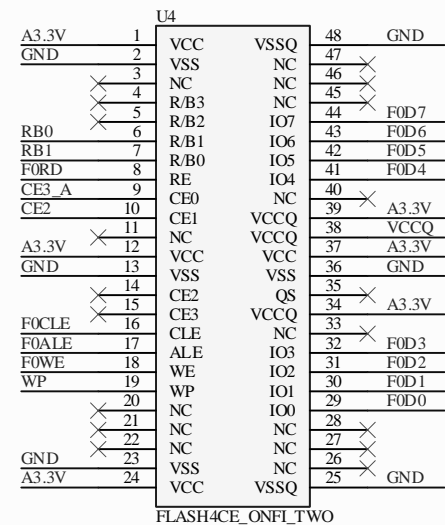 U4
A3.3V 1 VCC VSSQ 48 GND
GND 2 VSS NC 47
3 NC NC 46
4 R/B3 NC 45
5 R/B2 IO7 44 F0D7
RB0 6 R/B1 IO6 43 F0D6
RB1 7 R/B0 IO5 42 F0D5
F0RD 8 RE IO4 41 F0D4
CE3_A 9 CE0 NC 40
CE2 10 CE1 VCCQ 39 A3.3V
11 NC VCCQ 38 VCCQ
A3.3V 12 VCC VCC 37 A3.3V
GND 13 VSS VSS 36 GND
14 CE2 QS 35
15 CE3 VCCQ 34 A3.3V
F0CLE 16 CLE NC 33
F0ALE 17 ALE IO3 32 F0D3
F0WE 18 WE IO2 31 F0D2
WP 19 WP IO1 30 F0D1
20 NC IO0 29 F0D0
21 NC NC 28
22 NC NC 27
GND 23 VSS NC 26
A3.3V 24 VCC VSSQ 25 GND
FLASH4CE_ONFI_TWO